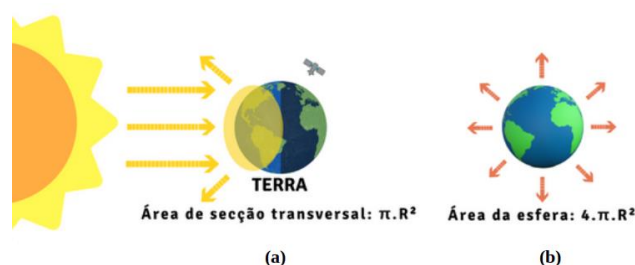 TERRA
Área de secção transversal: π.R²
Área da esfera: 4.π.R²
(a)
(b)